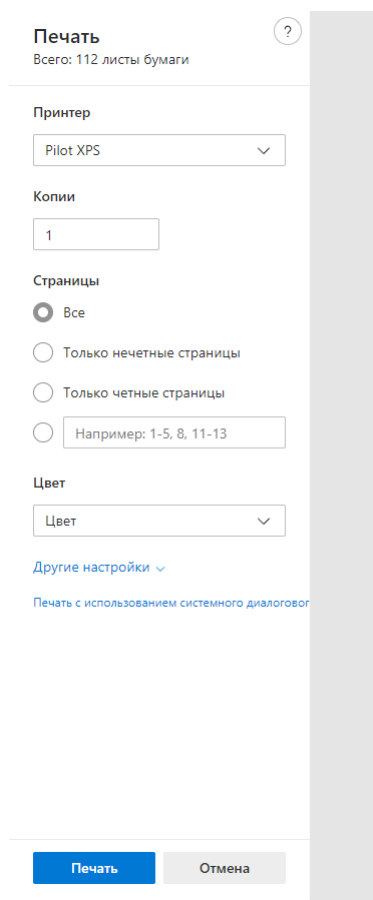 Печать
?
Всего: 112 листы бумаги
Принтер
Pilot XPS
Копии
1
Страницы
Все
Только нечетные страницы
Только четные страницы
Например: 1-5, 8, 11-13
Цвет
Цвет
Другие настройки
Печать с использованием системного диалоговог
Печать
Отмена